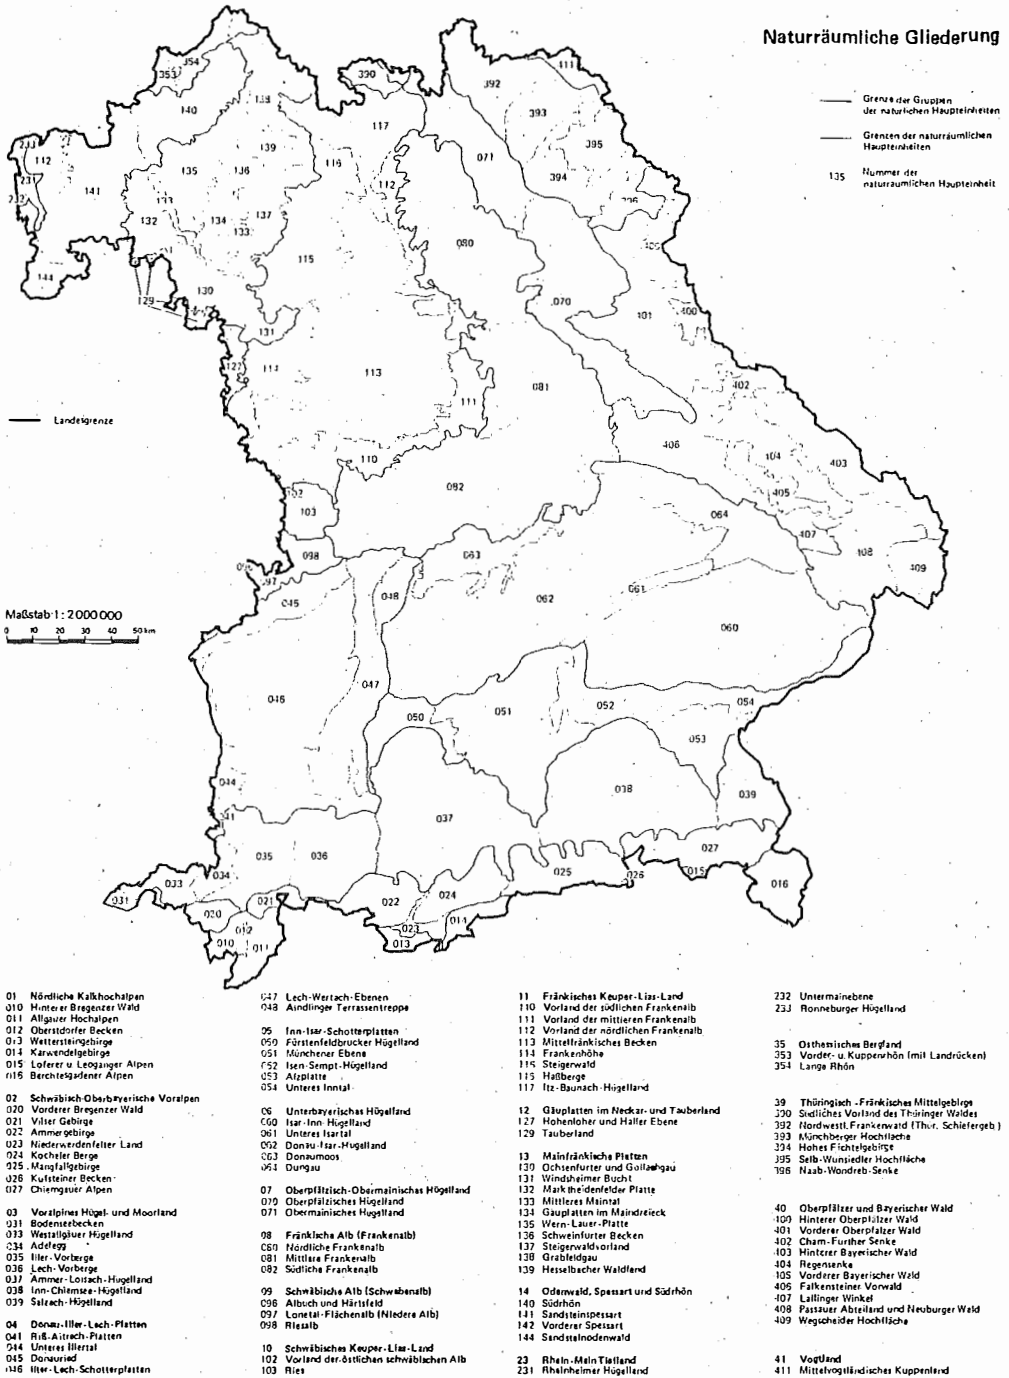 Naturräumliche Gliederung
Grenze der Gruppen
der natürlichen Haupteinheiten
Grenzen der naturräumlichen
Haupteinheiten
135 Nummer der
naturräumlichen Haupteinheit
Landesgrenze
Maßstab 1 : 2 000 000
0 10 20 30 40 50 km
01 Nördliche Kalkhochalpen
010 Hinterer Bregenzer Wald
011 Allgäuer Hochalpen
012 Oberstdorfer Becken
013 Wettersteingebirge
014 Karwendelgebirge
015 Loferer u. Leoganger Alpen
016 Berchtesgadener Alpen
02 Schwäbisch-Oberbayerische Voralpen
020 Vorderer Bregenzer Wald
021 Vilser Gebirge
022 Ammergebirge
023 Niederwerdenfelser Land
024 Kocheler Berge
025 Mangfallgebirge
026 Kufsteiner Becken
027 Chiemgauer Alpen
03 Voralpines Hügel- und Moorland
031 Bodenseebecken
033 Westallgäuer Hügelland
034 Adelegg
035 Iller-Vorberge
036 Lech-Vorberge
037 Ammer-Loisach-Hügelland
038 Inn-Chiemsee-Hügelland
039 Salzach-Hügelland
04 Donau-Iller-Lech-Platten
041 Riß-Aitrach-Platten
044 Unteres Illertal
045 Donauried
046 Iller-Lech-Schotterplatten
047 Lech-Wertach-Ebenen
048 Aindlinger Terrassentreppe
05 Inn-Isar-Schotterplatten
050 Fürstenfeldbrucker Hügelland
051 Münchener Ebene
052 Isen-Sempt-Hügelland
053 Alzplatte
054 Unteres Inntal
06 Unterbayerisches Hügelland
060 Isar-Inn-Hügelland
061 Unteres Isartal
062 Donau-Isar-Hügelland
063 Donaumoos
064 Dungau
07 Oberpfälzisch-Obermainisches Hügelland
070 Oberpfälzisches Hügelland
071 Obermainisches Hügelland
08 Fränkische Alb (Frankenalb)
080 Nördliche Frankenalb
081 Mittlere Frankenalb
082 Südliche Frankenalb
09 Schwäbische Alb (Schwabenalb)
096 Albuch und Härtsfeld
097 Lonetal-Flächenalb (Niedere Alb)
098 Riesalb
10 Schwäbisches Keuper-Lias-Land
102 Vorland der östlichen schwäbischen Alb
103 Ries
11 Fränkisches Keuper-Lias-Land
110 Vorland der südlichen Frankenalb
111 Vorland der mittleren Frankenalb
112 Vorland der nördlichen Frankenalb
113 Mittelfränkisches Becken
114 Frankenhöhe
115 Steigerwald
116 Haßberge
117 Itz-Baunach-Hügelland
12 Gäuplatten im Neckar- und Tauberland
127 Hohenloher und Haller Ebene
129 Tauberland
13 Mainfränkische Platten
130 Ochsenfurter und Gollachgau
131 Windsheimer Bucht
132 Marktheidenfelder Platte
133 Mittleres Maintal
134 Gäuplatten im Maindreieck
135 Wern-Lauer-Platte
136 Schweinfurter Becken
137 Steigerwaldvorland
138 Grabfeldgau
139 Hesselbacher Waldland
14 Odenwald, Spessart und Südrhön
140 Südrhön
141 Sandsteinspessart
142 Vorderer Spessart
144 Sandsteinodenwald
23 Rhein-Main Tiefland
231 Rheinheimer Hügelland
232 Untermainebene
233 Ronneburger Hügelland
35 Osthessisches Bergland
353 Vorder- u. Kuppenrhön (mit Landrücken)
354 Lange Rhön
39 Thüringisch-Fränkisches Mittelgebirge
390 Südliches Vorland des Thüringer Waldes
392 Nordwestl. Frankenwald (Thür. Schiefergeb.)
393 Münchberger Hochfläche
394 Hohes Fichtelgebirge
395 Selb-Wunsiedler Hochfläche
396 Naab-Wondreb-Senke
40 Oberpfälzer und Bayerischer Wald
400 Hinterer Oberpfälzer Wald
401 Vorderer Oberpfälzer Wald
402 Cham-Further Senke
403 Hinterer Bayerischer Wald
404 Regensenke
405 Vorderer Bayerischer Wald
406 Falkensteiner Vorwald
407 Lallinger Winkel
408 Passauer Abteiland und Neuburger Wald
409 Wegscheider Hochfläche
41 Vogtland
411 Mittelvogtländisches Kuppenland